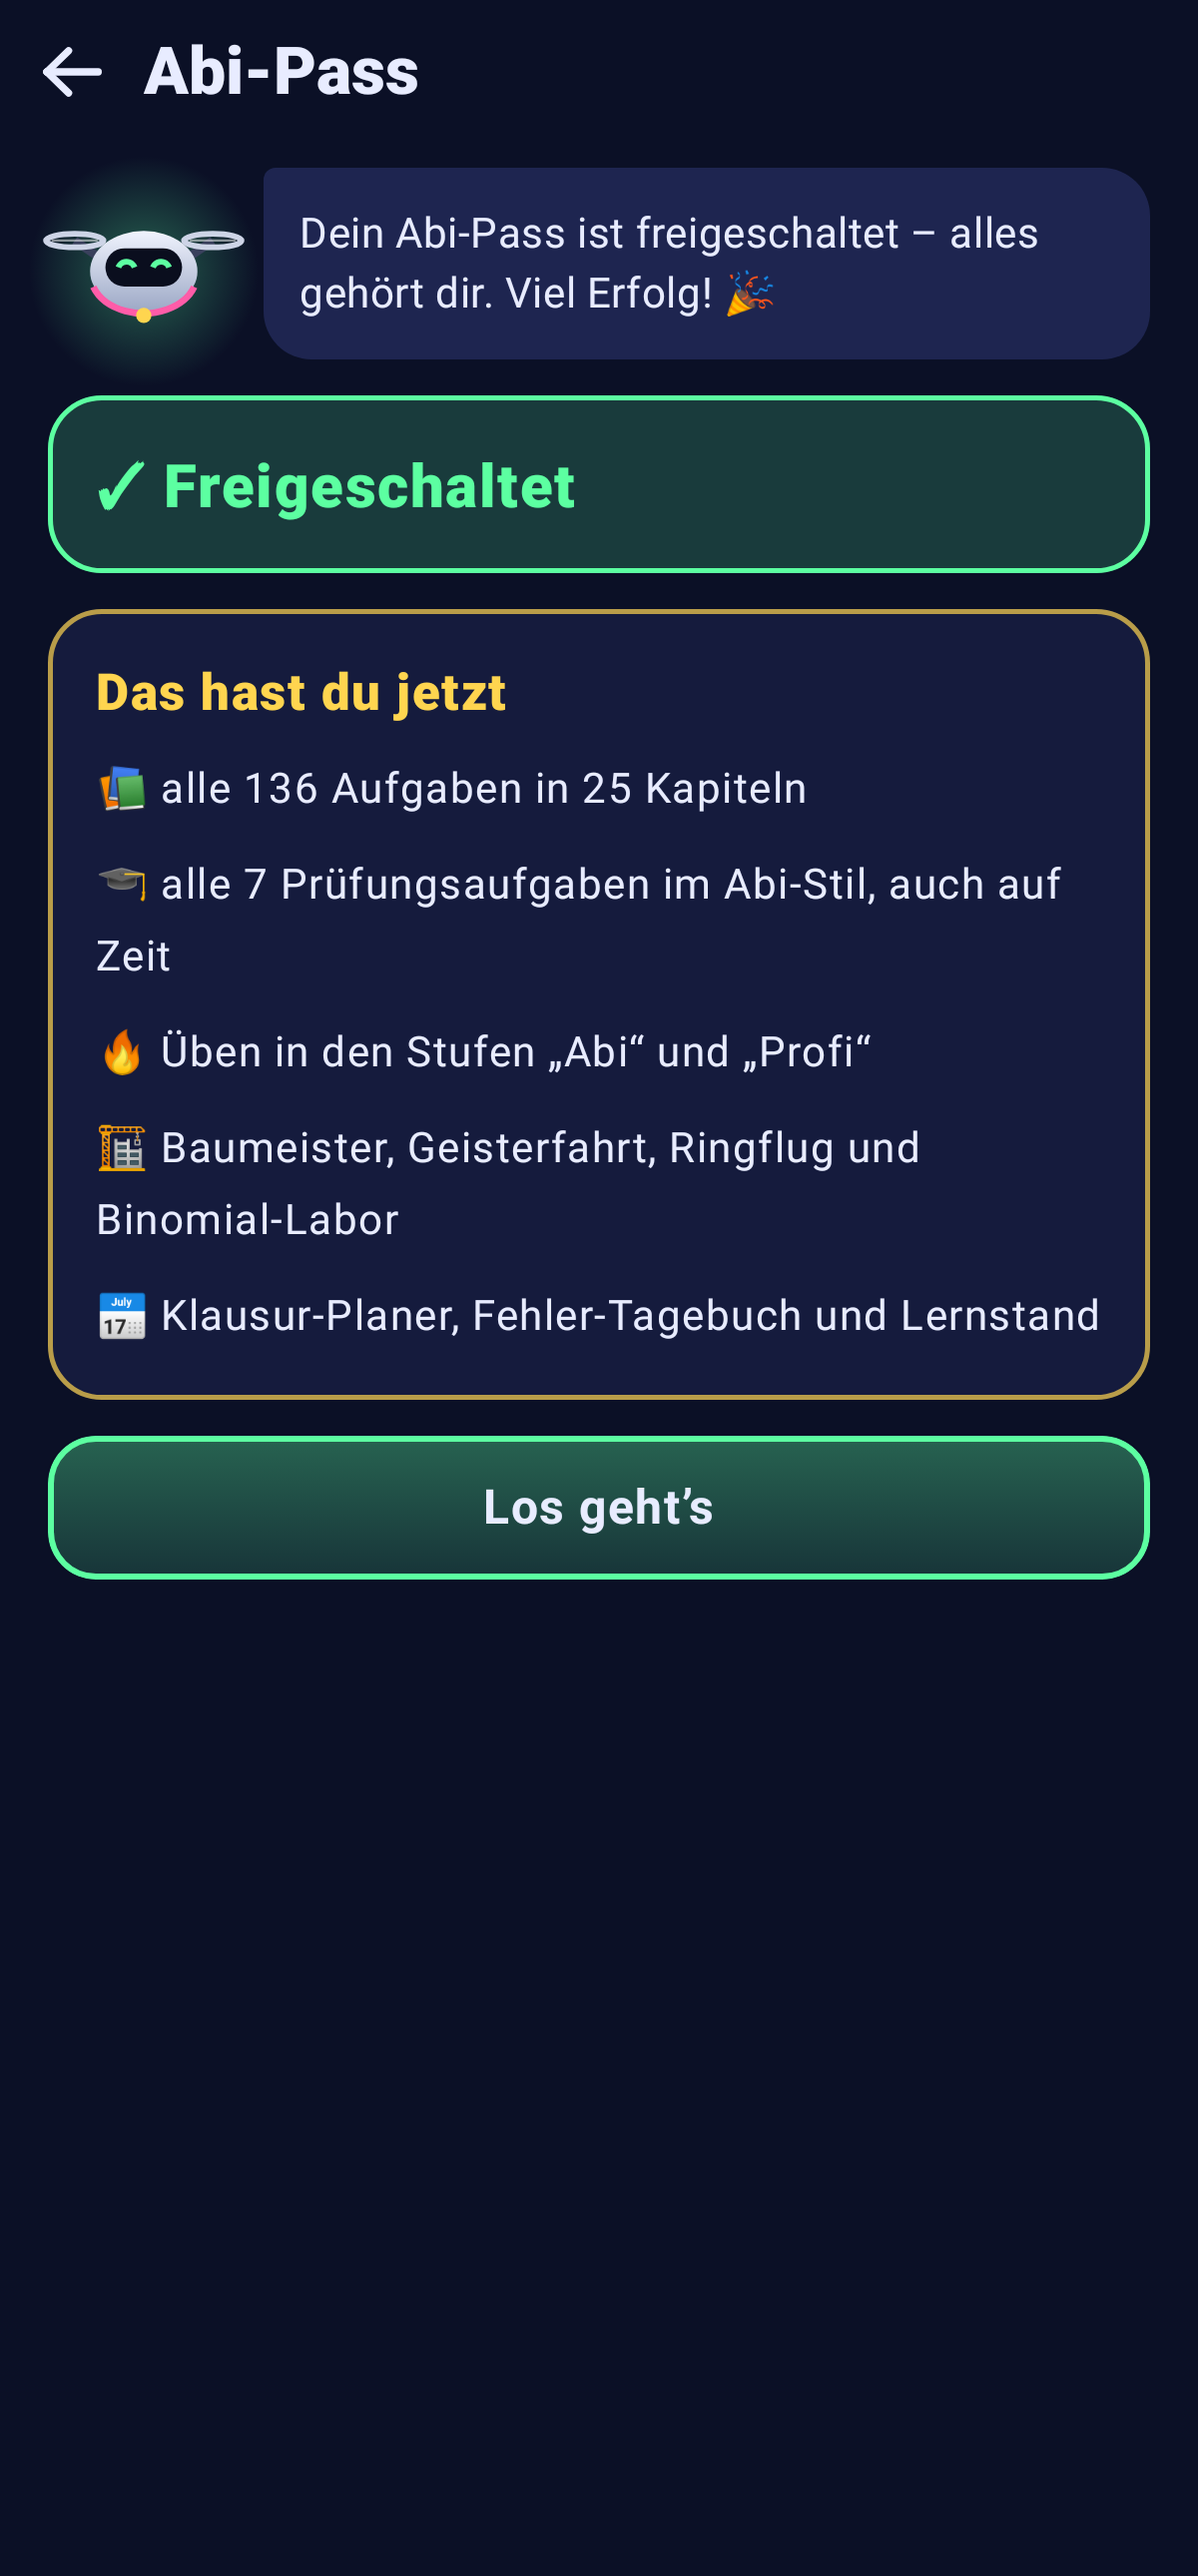 Abi-Pass
Dein Abi-Pass ist freigeschaltet – alles
gehört dir. Viel Erfolg! 🎉
✓ Freigeschaltet
Das hast du jetzt
📚 alle 136 Aufgaben in 25 Kapiteln
🎓 alle 7 Prüfungsaufgaben im Abi-Stil, auch auf
Zeit
🔥 Üben in den Stufen „Abi“ und „Profi“
🏗️ Baumeister, Geisterfahrt, Ringflug und
Binomial-Labor
📅 Klausur-Planer, Fehler-Tagebuch und Lernstand
Los geht’s